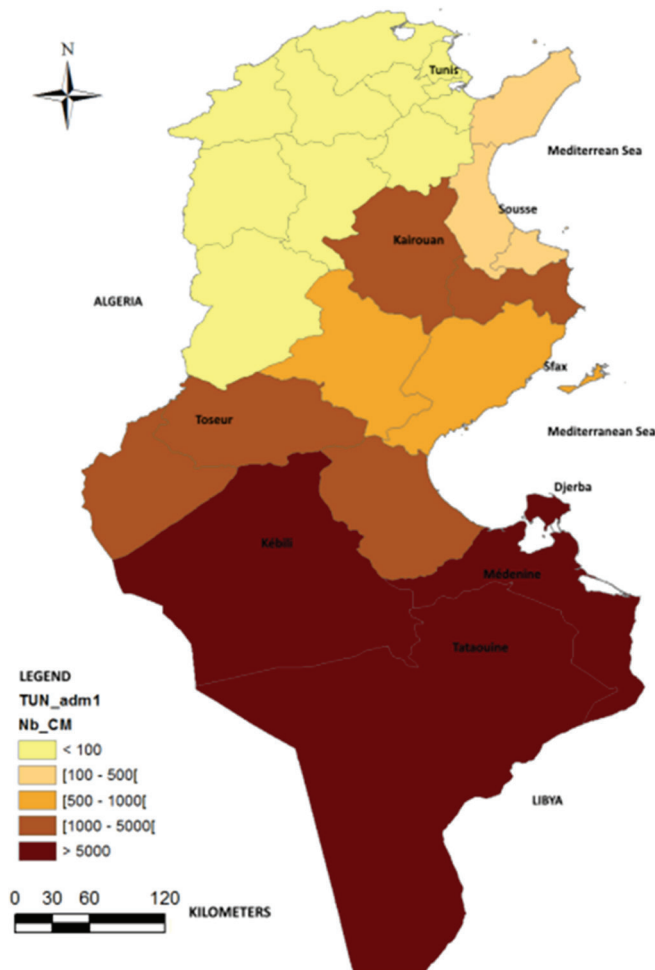 N
Tunis
Mediterrean Sea
Sousse
Kairouan
ALGERIA
Sfax
Toseur
Mediterranean Sea
Djerba
Kébili
Médenine
Tataouine
LEGEND
TUN_adm1
Nb_CM
< 100
[100 - 500[
[500 - 1000[
[1000 - 5000[
> 5000
LIBYA
0 30 60 120
KILOMETERS